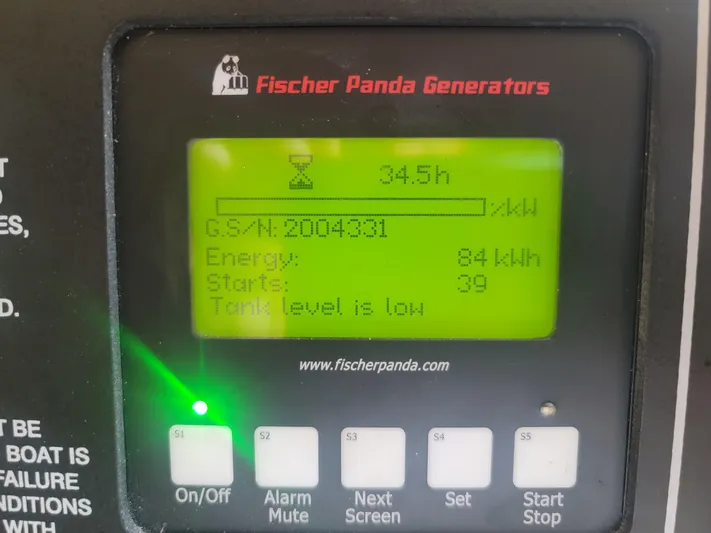 Fischer Panda Generators
34.5h
%kW
G.S/N: 2004331
Energy: 84 kWh
Starts: 39
Tank level is low
www.fischerpanda.com
S1 S2 S3 S4 S5
On/Off Alarm Mute Next Screen Set Start Stop
ES,
D.
T BE
BOAT IS
FAILURE
NDITIONS
WITH